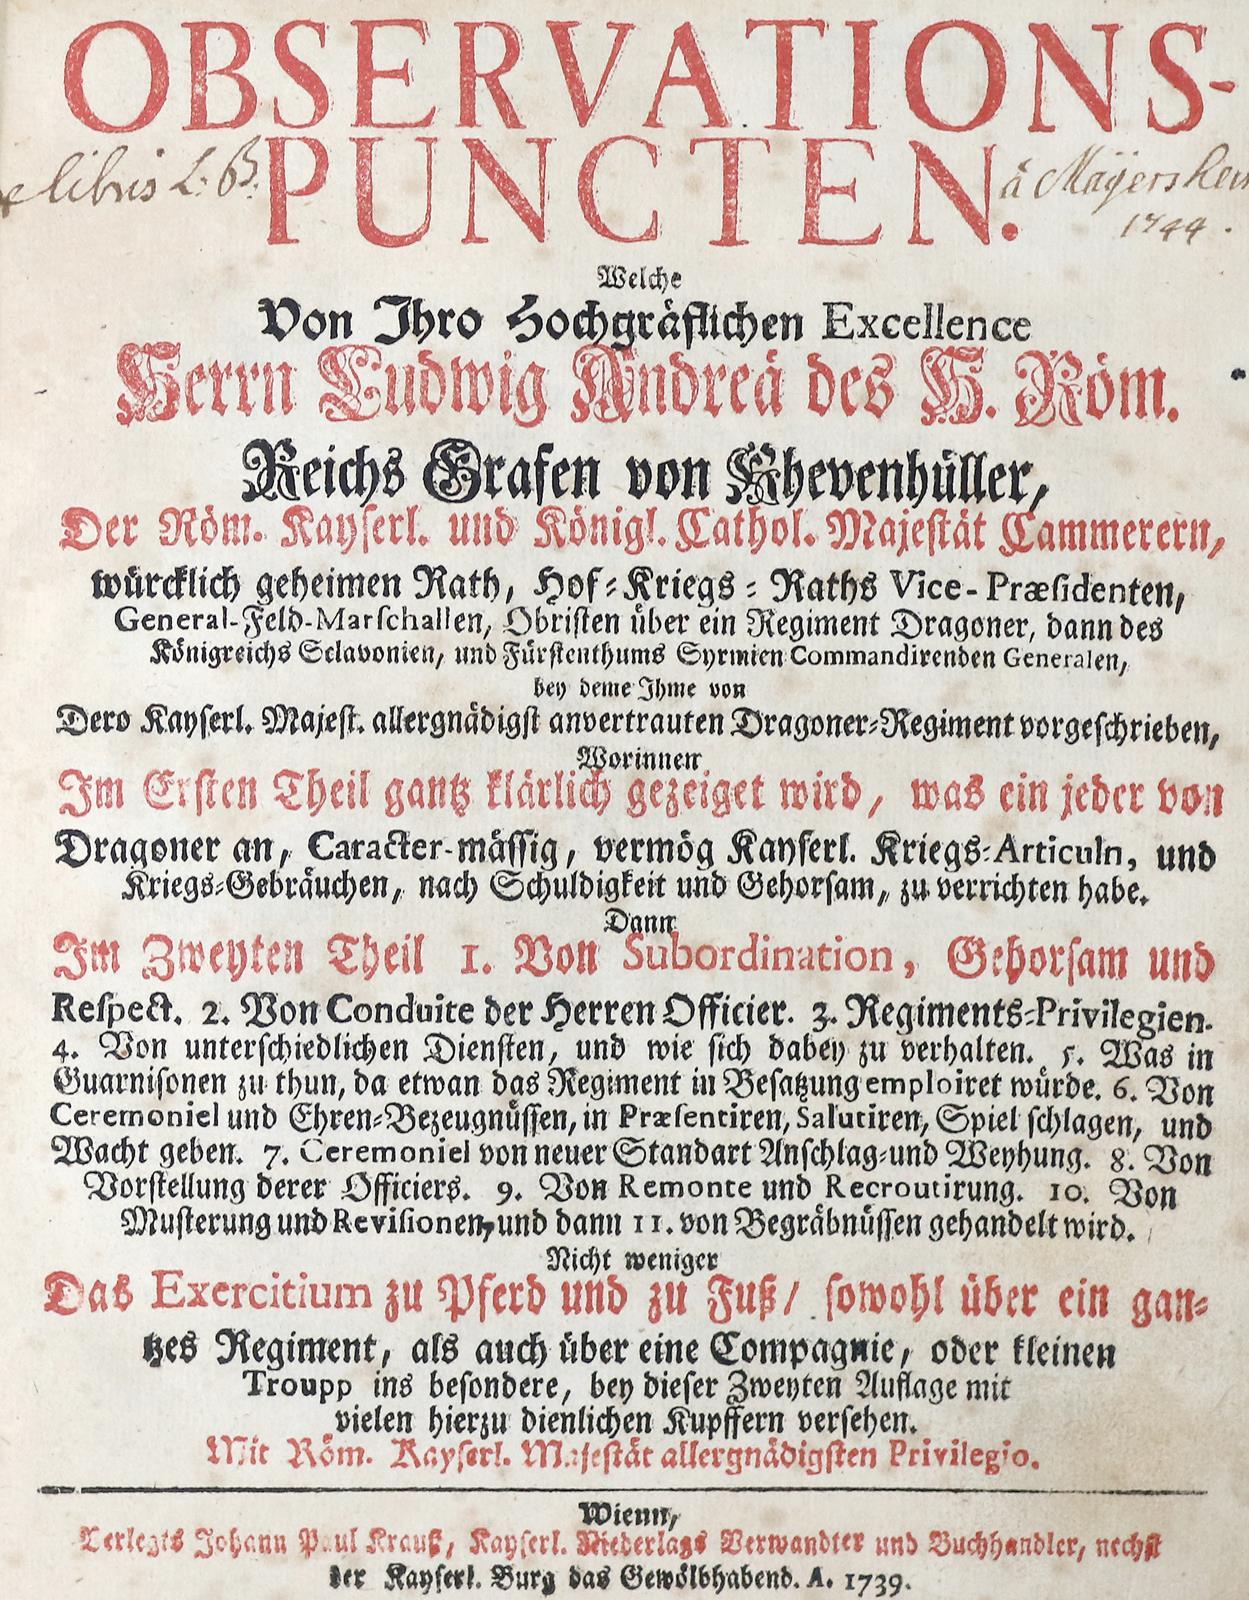 OBSERVATIONS-
PUNCTEN.
libris L. B.
à Mäÿershei
1744.
Welche
Von Ihro Hochgräflichen Excellence
Herrn Ludwig Andreä des H. Röm.
Reichs Grafen von Khevenhüller,
Der Röm. Kayserl. und Königl. Cathol. Majestät Cammerern,
würcklich geheimen Rath, Hof-Kriegs-Raths Vice-Præsidenten,
General-Feld-Marschallen, Obristen über ein Regiment Dragoner, dann des
Königreichs Sclavonien, und Fürstenthums Syrmien Commandirenden Generalen,
bey deme Ihme von
Dero Kayserl. Majest. allergnädigst anvertrauten Dragoner-Regiment vorgeschrieben,
Worinnen
Im Ersten Theil gantz klärlich gezeiget wird, was ein jeder von
Dragoner an, Caracter-mässig, vermög Kayserl. Kriegs-Articuln, und
Kriegs-Gebräuchen, nach Schuldigkeit und Gehorsam, zu verrichten habe.
Dann
Im Zweyten Theil 1. Von Subordination, Gehorsam und
Respect. 2. Von Conduite der Herren Officier. 3. Regiments-Privilegien.
4. Von unterschiedlichen Diensten, und wie sich dabey zu verhalten. 5. Was in
Guarnisonen zu thun, da etwan das Regiment in Besatzung emploiret würde. 6. Von
Ceremoniel und Ehren-Bezeugnüssen, in Præsentiren, Salutiren, Spiel schlagen, und
Wacht geben. 7. Ceremoniel von neuer Standart Anschlag-und Weyhung. 8. Von
Vorstellung derer Officiers. 9. Von Remonte und Recroutirung. 10. Von
Musterung und Revisionen, und dann 11. von Begräbnüssen gehandelt wird.
Nicht weniger
Das Exercitium zu Pferd und zu Fuß/ sowohl über ein gan-
tzes Regiment, als auch über eine Compagnie, oder kleinen
Troupp ins besondere, bey dieser Zweyten Auflage mit
vielen hierzu dienlichen Kupffern versehen.
Mit Röm. Kayserl. Majestät allergnädigsten Privilegio.
Wienn,
Verlegts Johann Paul Krauß, Kayserl. Niederlags Verwandter und Buchhandler, nechst
der Kayserl. Burg das Gewölbhabend. A. 1739.